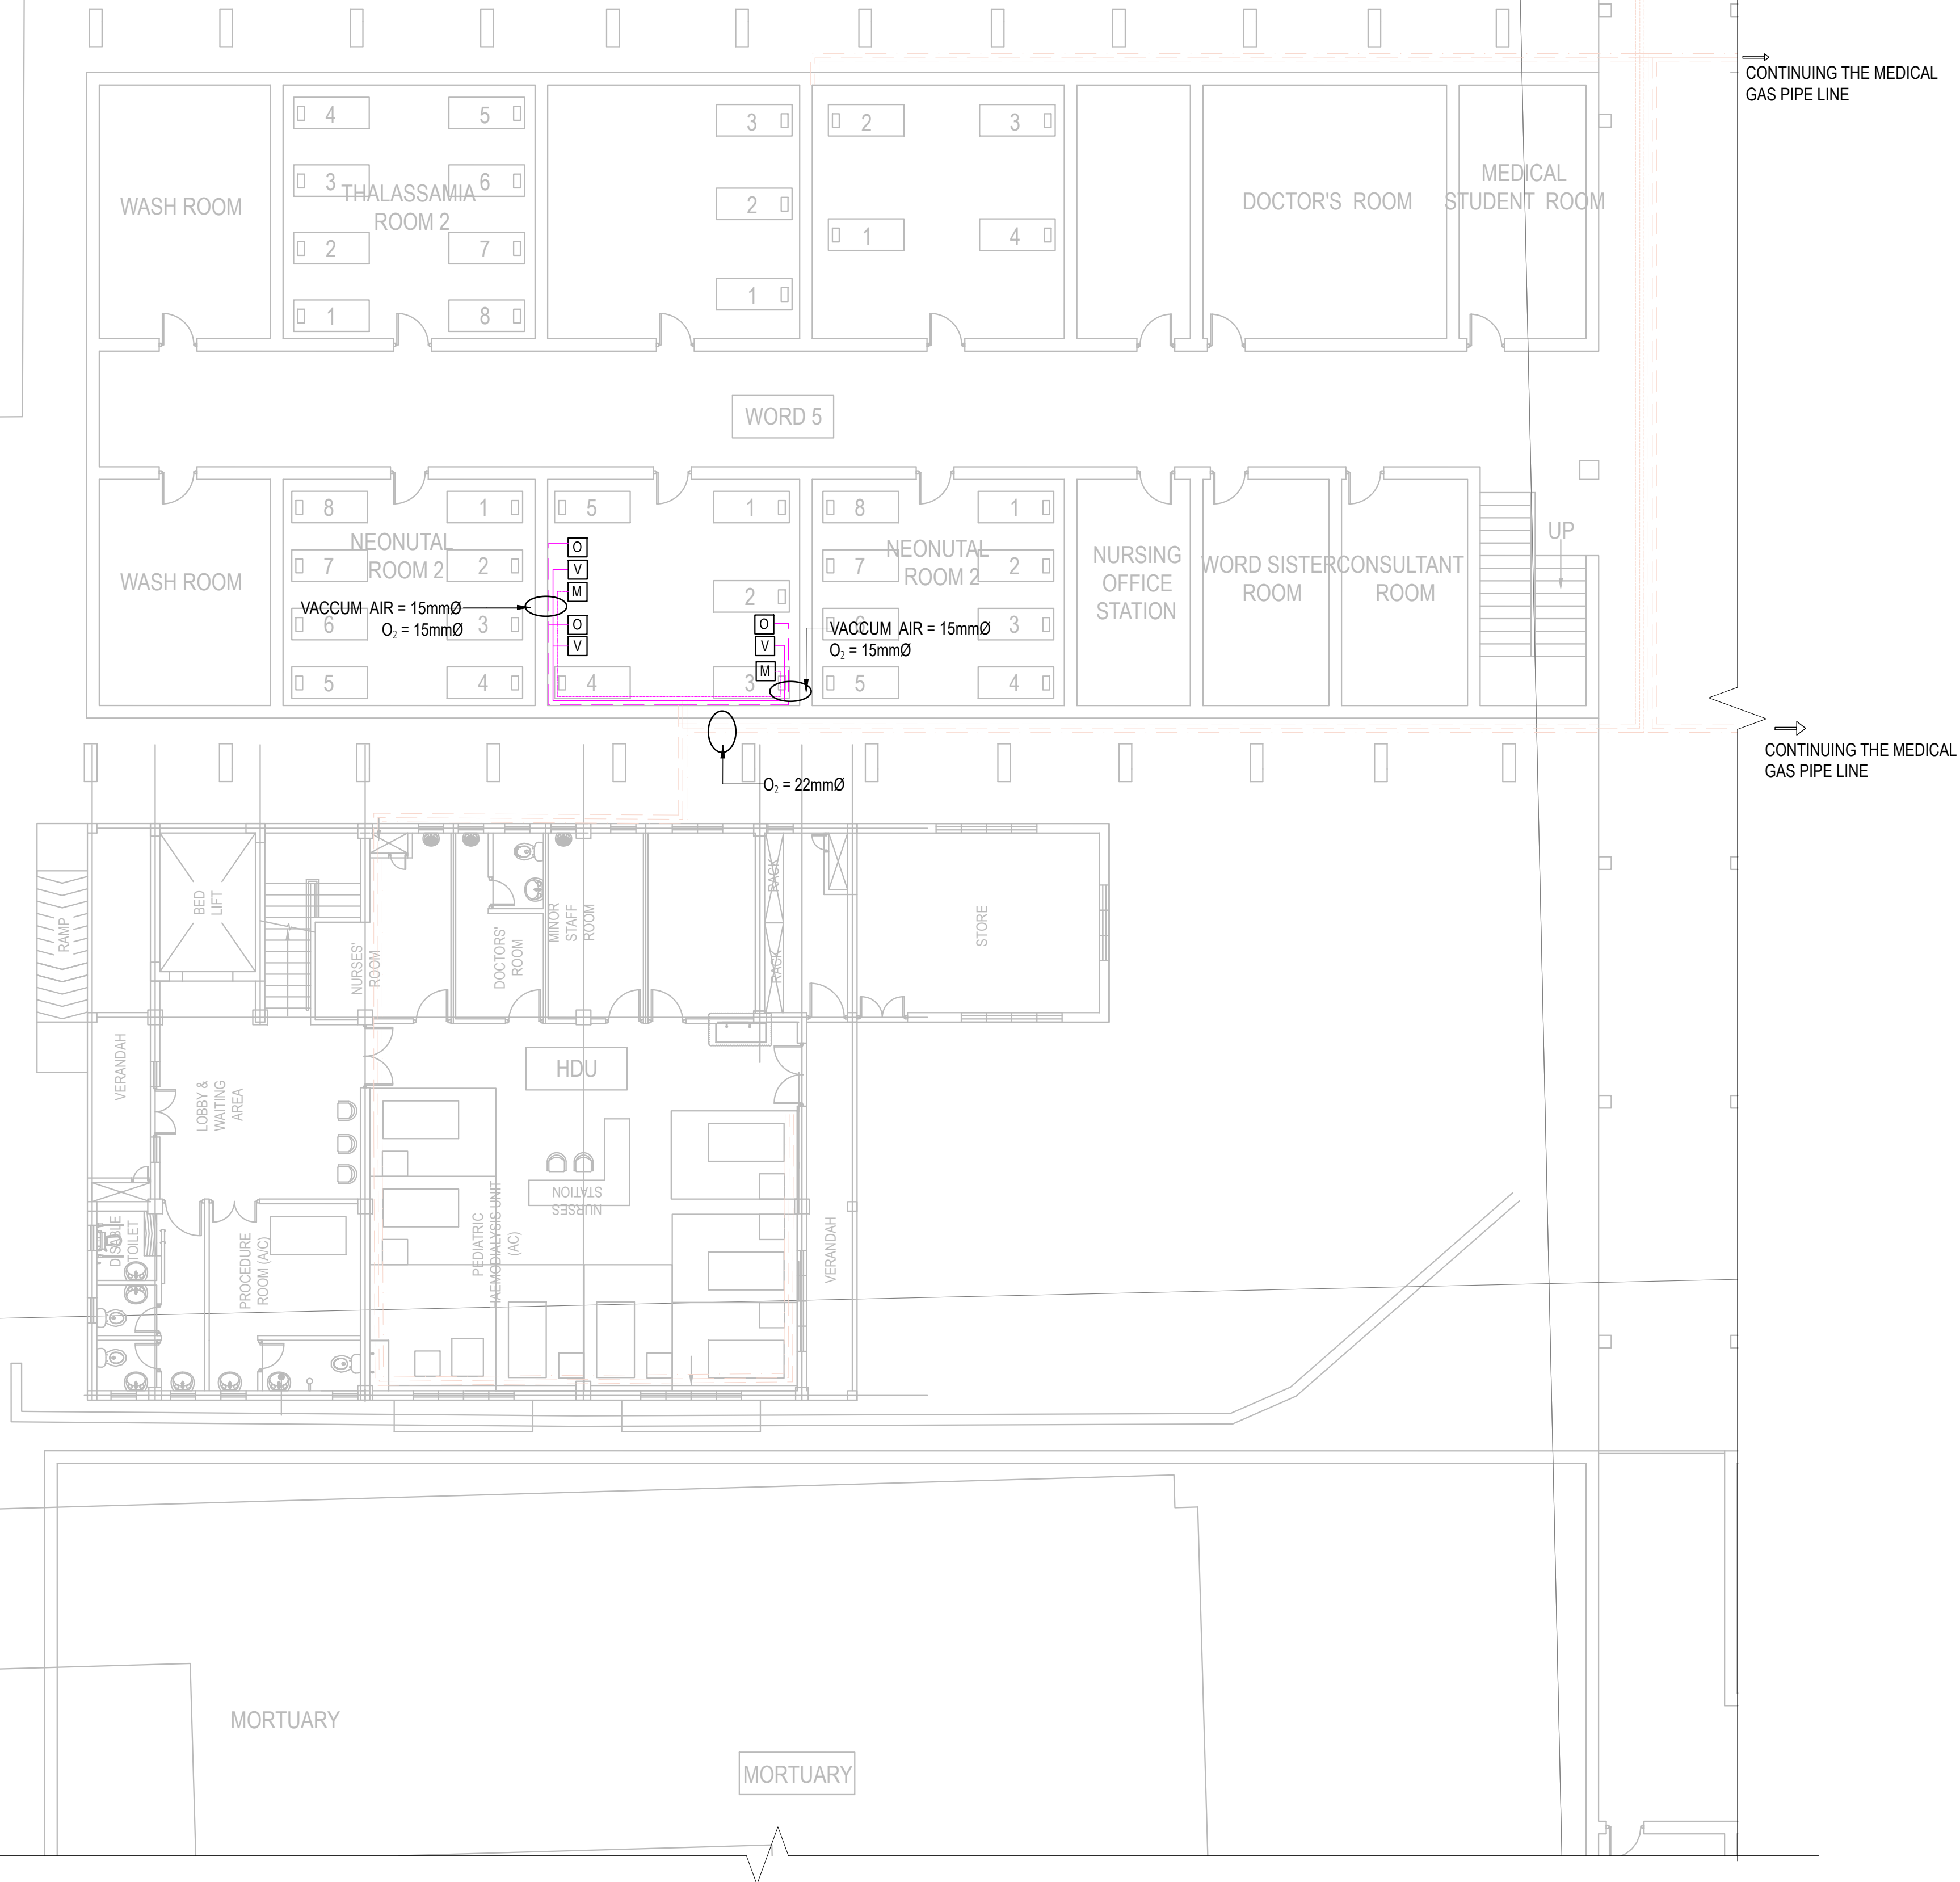 CONTINUING THE MEDICAL
GAS PIPE LINE
4
5
3
6
2
7
1
8
WASH ROOM
THALASSAMIA
ROOM 2
3
2
1
2
3
1
4
DOCTOR'S ROOM
MEDICAL
STUDENT ROOM
WORD 5
WASH ROOM
8
1
7
2
6
3
5
4
NEONUTAL
ROOM 2
5
1
2
4
3
O
V
M
O
V
O
V
M
VACCUM AIR = 15mmØ
O₂ = 15mmØ
VACCUM AIR = 15mmØ
O₂ = 15mmØ
8
1
7
2
6
3
5
4
NEONUTAL
ROOM 2
NURSING
OFFICE
STATION
WORD SISTER
ROOM
CONSULTANT
ROOM
UP
CONTINUING THE MEDICAL
GAS PIPE LINE
O₂ = 22mmØ
RAMP
BED
LIFT
NURSES'
ROOM
DOCTORS'
ROOM
MINOR
STAFF
ROOM
RACK
RACK
STORE
VERANDAH
LOBBY &
WAITING
AREA
HDU
NURSES
STATION
PEDIATRIC
HAEMODIALYSIS UNIT
(AC)
VERANDAH
DISABLE
TOILET
PROCEDURE
ROOM (A/C)
MORTUARY
MORTUARY